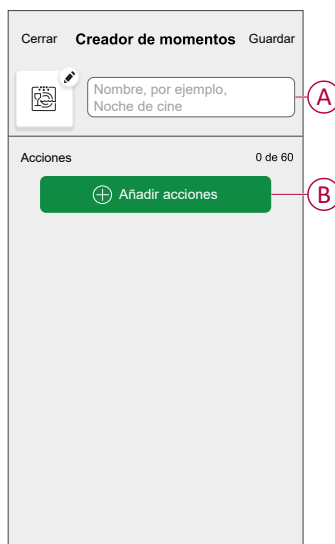 Cerrar Creador de momentos Guardar
Nombre, por ejemplo,
Noche de cine
A
Acciones 0 de 60
Añadir acciones
B